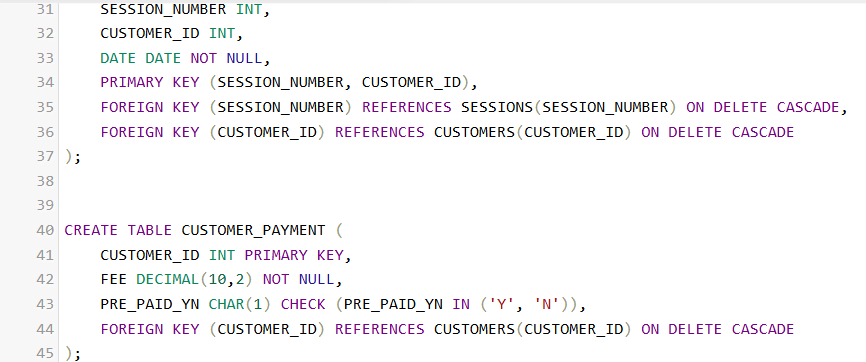 31 SESSION_NUMBER INT,
32 CUSTOMER_ID INT,
33 DATE DATE NOT NULL,
34 PRIMARY KEY (SESSION_NUMBER, CUSTOMER_ID),
35 FOREIGN KEY (SESSION_NUMBER) REFERENCES SESSIONS(SESSION_NUMBER) ON DELETE CASCADE,
36 FOREIGN KEY (CUSTOMER_ID) REFERENCES CUSTOMERS(CUSTOMER_ID) ON DELETE CASCADE
37 );
38
39
40 CREATE TABLE CUSTOMER_PAYMENT (
41 CUSTOMER_ID INT PRIMARY KEY,
42 FEE DECIMAL(10,2) NOT NULL,
43 PRE_PAID_YN CHAR(1) CHECK (PRE_PAID_YN IN ('Y', 'N')),
44 FOREIGN KEY (CUSTOMER_ID) REFERENCES CUSTOMERS(CUSTOMER_ID) ON DELETE CASCADE
45 );